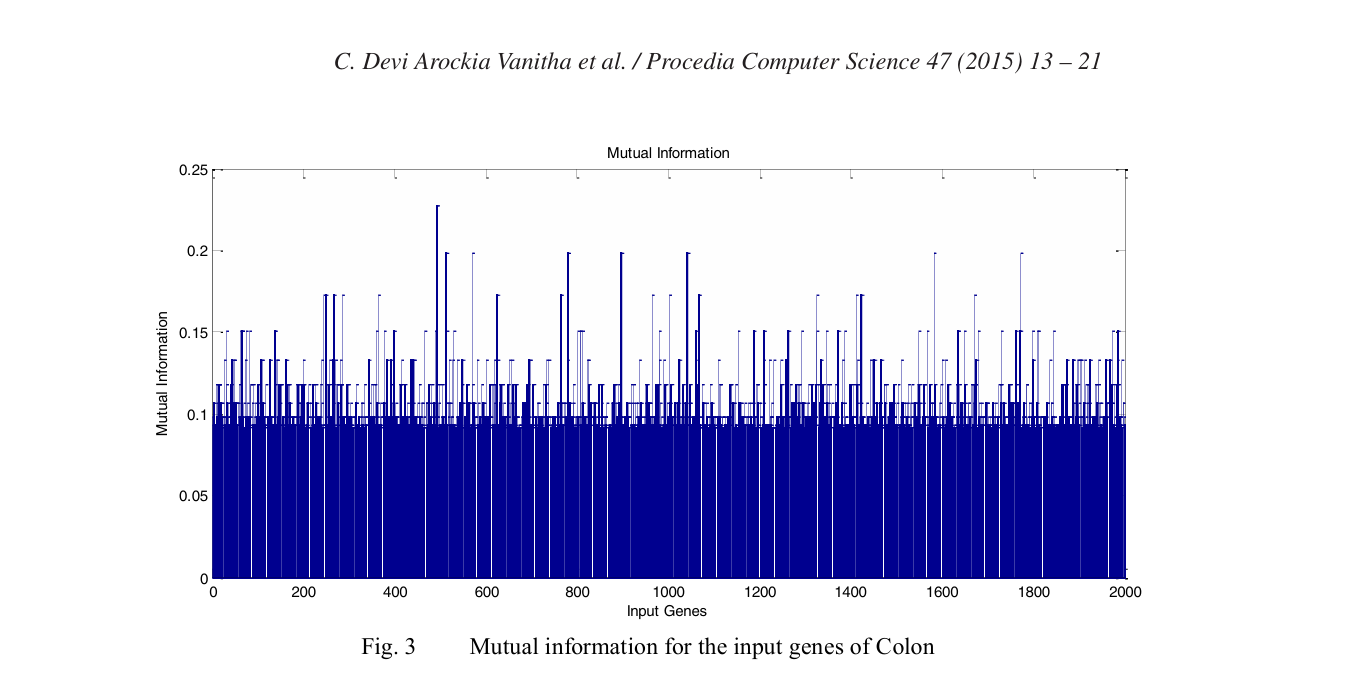 C. Devi Arockia Vanitha et al. / Procedia Computer Science 47 (2015) 13 – 21
Mutual Information
0.25
0.2
0.15
0.1
0.05
0
Mutual Information
0 200 400 600 800 1000 1200 1400 1600 1800 2000
Input Genes
Fig. 3 Mutual information for the input genes of Colon